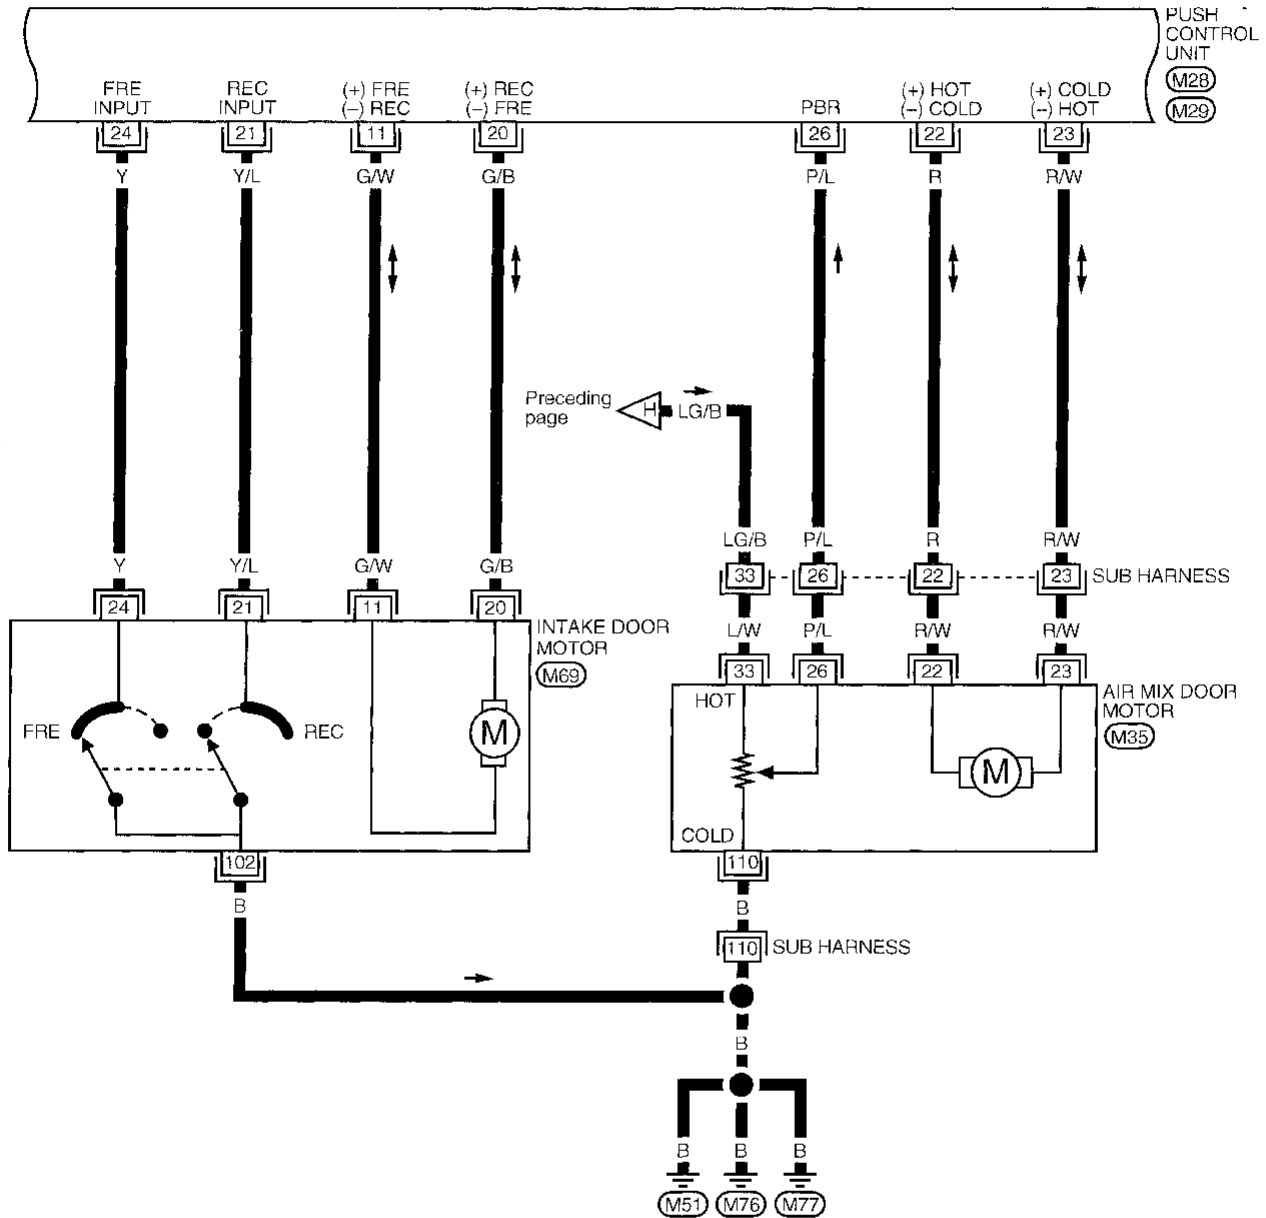 PUSH
CONTROL
UNIT
M28
M29
FRE
INPUT
REC
INPUT
(+) FRE
(−) REC
(+) REC
(−) FRE
PBR
(+) HOT
(−) COLD
(+) COLD
(−) HOT
24 21 11 20 26 22 23
Y Y/L G/W G/B P/L R R/W
Preceding
page
H LG/B
LG/B P/L R R/W
Y Y/L G/W G/B
33 26 22 23 SUB HARNESS
24 21 11 20
INTAKE DOOR
MOTOR
M69
L/W P/L R/W R/W
33 26 22 23
AIR MIX DOOR
MOTOR
M35
HOT
FRE REC M
M
COLD
102 110
B B
110 SUB HARNESS
B
B B B
M51 M76 M77